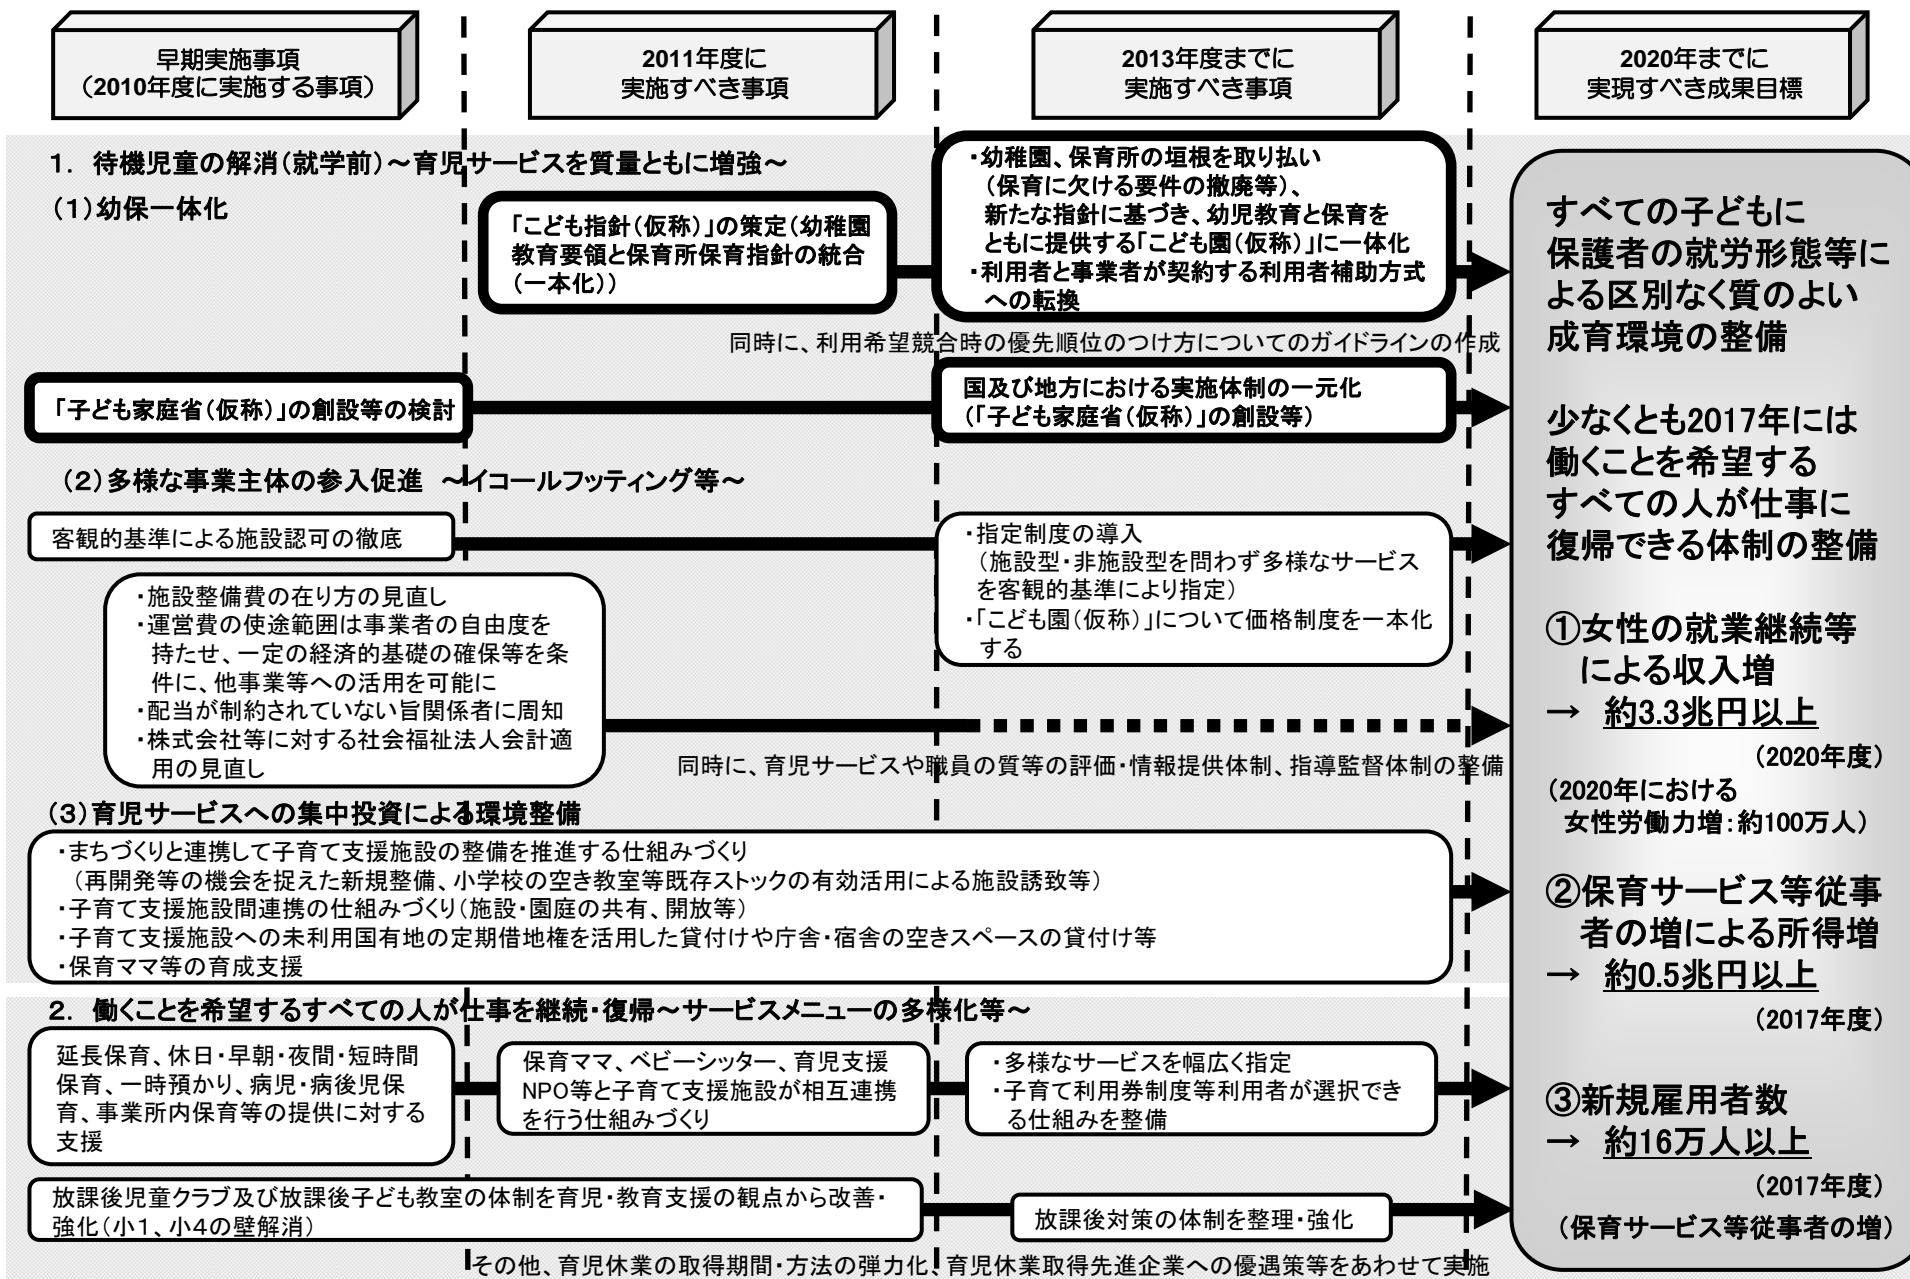 早期実施事項
（2010年度に実施する事項）
2011年度に
実施すべき事項
2013年度までに
実施すべき事項
2020年までに
実現すべき成果目標
１．待機児童の解消（就学前）～育児サービスを質量ともに増強～
（１）幼保一体化
「こども指針（仮称）」の策定（幼稚園
教育要領と保育所保育指針の統合
（一本化））
・幼稚園、保育所の垣根を取り払い
（保育に欠ける要件の撤廃等）、
新たな指針に基づき、幼児教育と保育を
ともに提供する「こども園（仮称）」に一体化
・利用者と事業者が契約する利用者補助方式
への転換
同時に、利用希望競合時の優先順位のつけ方についてのガイドラインの作成
「子ども家庭省（仮称）」の創設等の検討
国及び地方における実施体制の一元化
（「子ども家庭省（仮称）」の創設等）
（２）多様な事業主体の参入促進 ～イコールフッティング等～
客観的基準による施設認可の徹底
・指定制度の導入
（施設型・非施設型を問わず多様なサービス
を客観的基準により指定）
・「こども園（仮称）」について価格制度を一本化
する
・施設整備費の在り方の見直し
・運営費の使途範囲は事業者の自由度を
持たせ、一定の経済的基礎の確保等を条
件に、他事業等への活用を可能に
・配当が制約されていない旨関係者に周知
・株式会社等に対する社会福祉法人会計適
用の見直し
同時に、育児サービスや職員の質等の評価・情報提供体制、指導監督体制の整備
（３）育児サービスへの集中投資による環境整備
・まちづくりと連携して子育て支援施設の整備を推進する仕組みづくり
（再開発等の機会を捉えた新規整備、小学校の空き教室等既存ストックの有効活用による施設誘致等）
・子育て支援施設間連携の仕組みづくり（施設・園庭の共有、開放等）
・子育て支援施設への未利用国有地の定期借地権を活用した貸付けや庁舎・宿舎の空きスペースの貸付け等
・保育ママ等の育成支援
２．働くことを希望するすべての人が仕事を継続・復帰～サービスメニューの多様化等～
延長保育、休日・早朝・夜間・短時間
保育、一時預かり、病児・病後児保
育、事業所内保育等の提供に対する
支援
保育ママ、ベビーシッター、育児支援
NPO等と子育て支援施設が相互連携
を行う仕組みづくり
・多様なサービスを幅広く指定
・子育て利用券制度等利用者が選択でき
る仕組みを整備
放課後児童クラブ及び放課後子ども教室の体制を育児・教育支援の観点から改善・
強化（小１、小４の壁解消）
放課後対策の体制を整理・強化
その他、育児休業の取得期間・方法の弾力化、育児休業取得先進企業への優遇策等をあわせて実施
すべての子どもに
保護者の就労形態等に
よる区別なく質のよい
成育環境の整備
少なくとも2017年には
働くことを希望する
すべての人が仕事に
復帰できる体制の整備
①女性の就業継続等
による収入増
→ 約3.3兆円以上
（2020年度）
（2020年における
女性労働力増：約100万人）
②保育サービス等従事
者の増による所得増
→ 約0.5兆円以上
（2017年度）
③新規雇用者数
→ 約16万人以上
（2017年度）
（保育サービス等従事者の増）